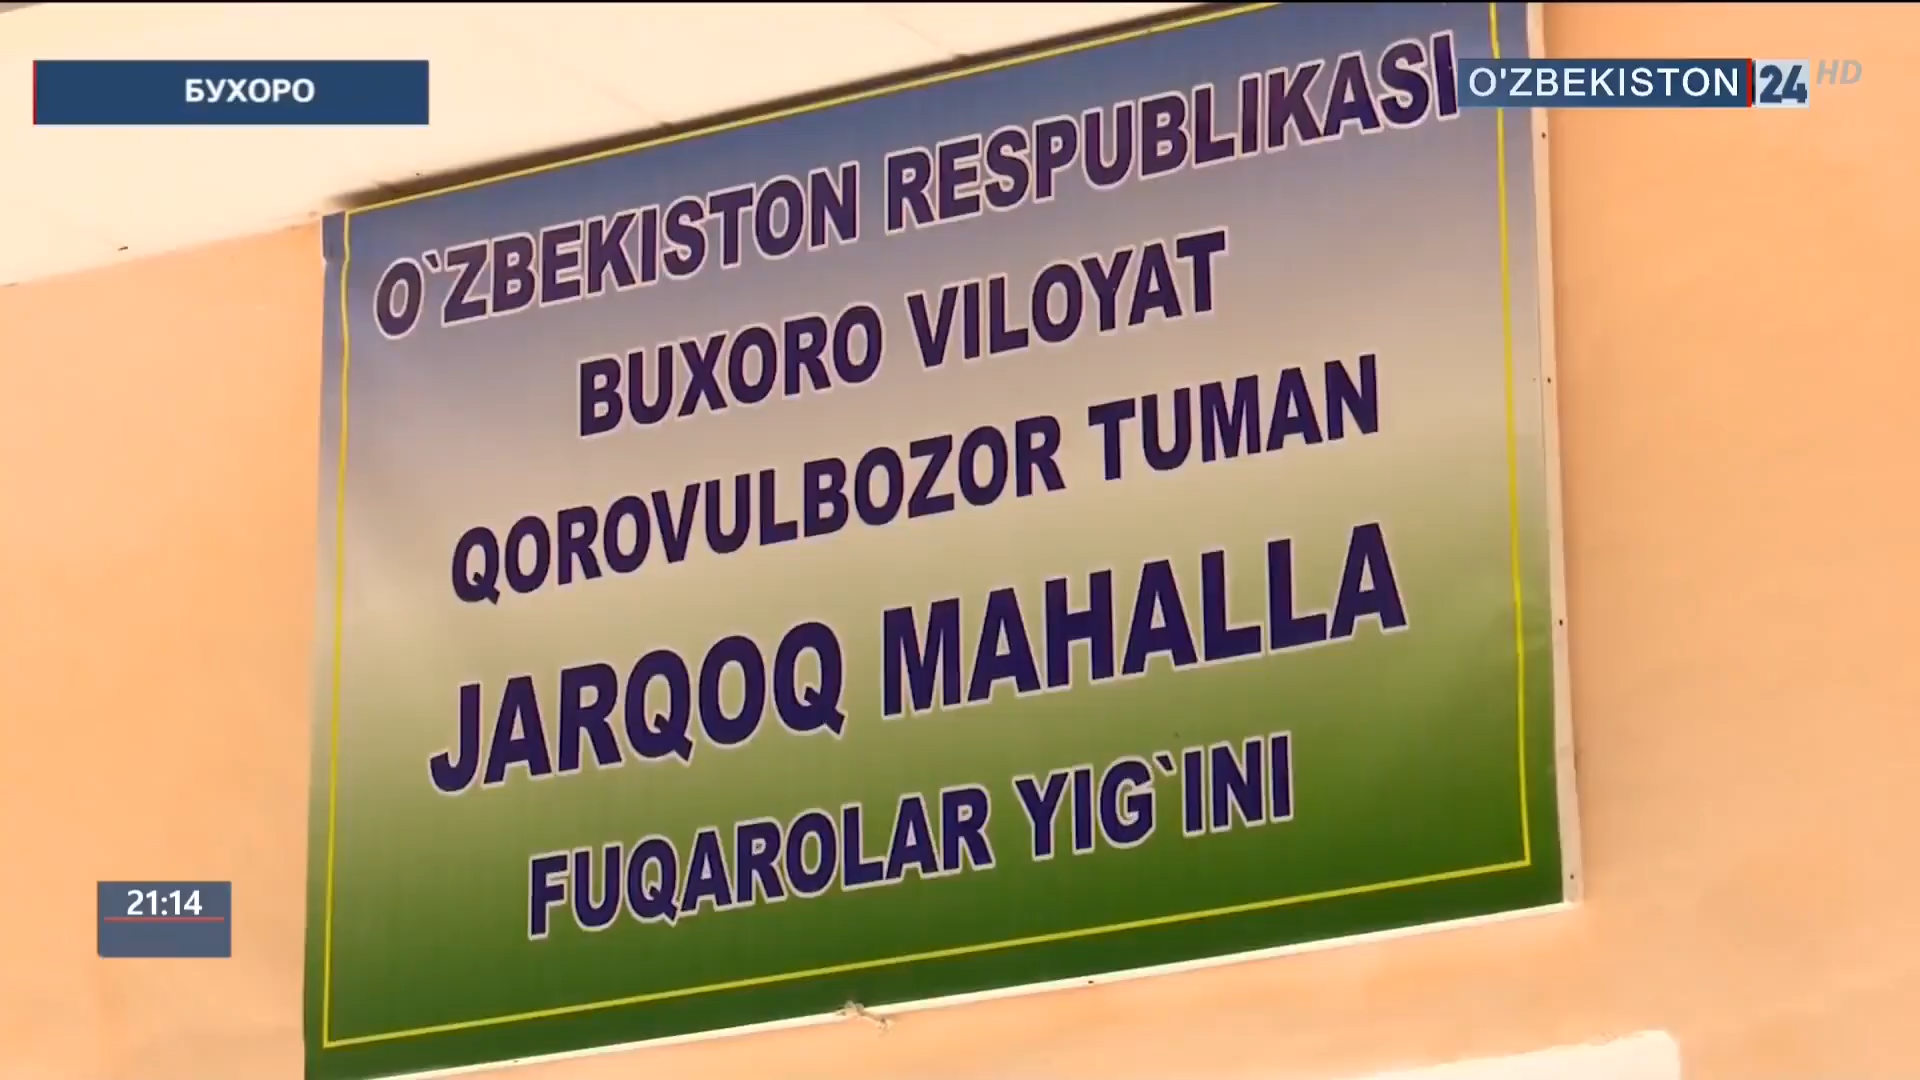 БУХОРО
O'ZBEKISTON 24 HD
O`ZBEKISTON RESPUBLIKASI
BUXORO VILOYAT
QOROVULBOZOR TUMAN
JARQOQ MAHALLA
FUQAROLAR YIG`INI
21:14